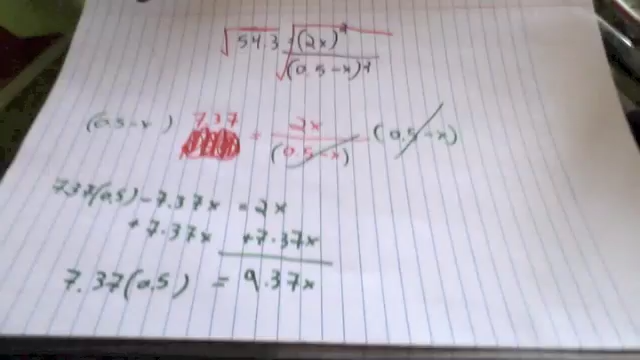 √54.3 = √(2x)²
√(0.5-x)²
(0.5-x) 7.37 = 2x (0.5-x)
(0.5-x)
7.37(0.5) - 7.37x = 2x
+ 7.37x +7.37x
7.37(0.5) = 9.37x